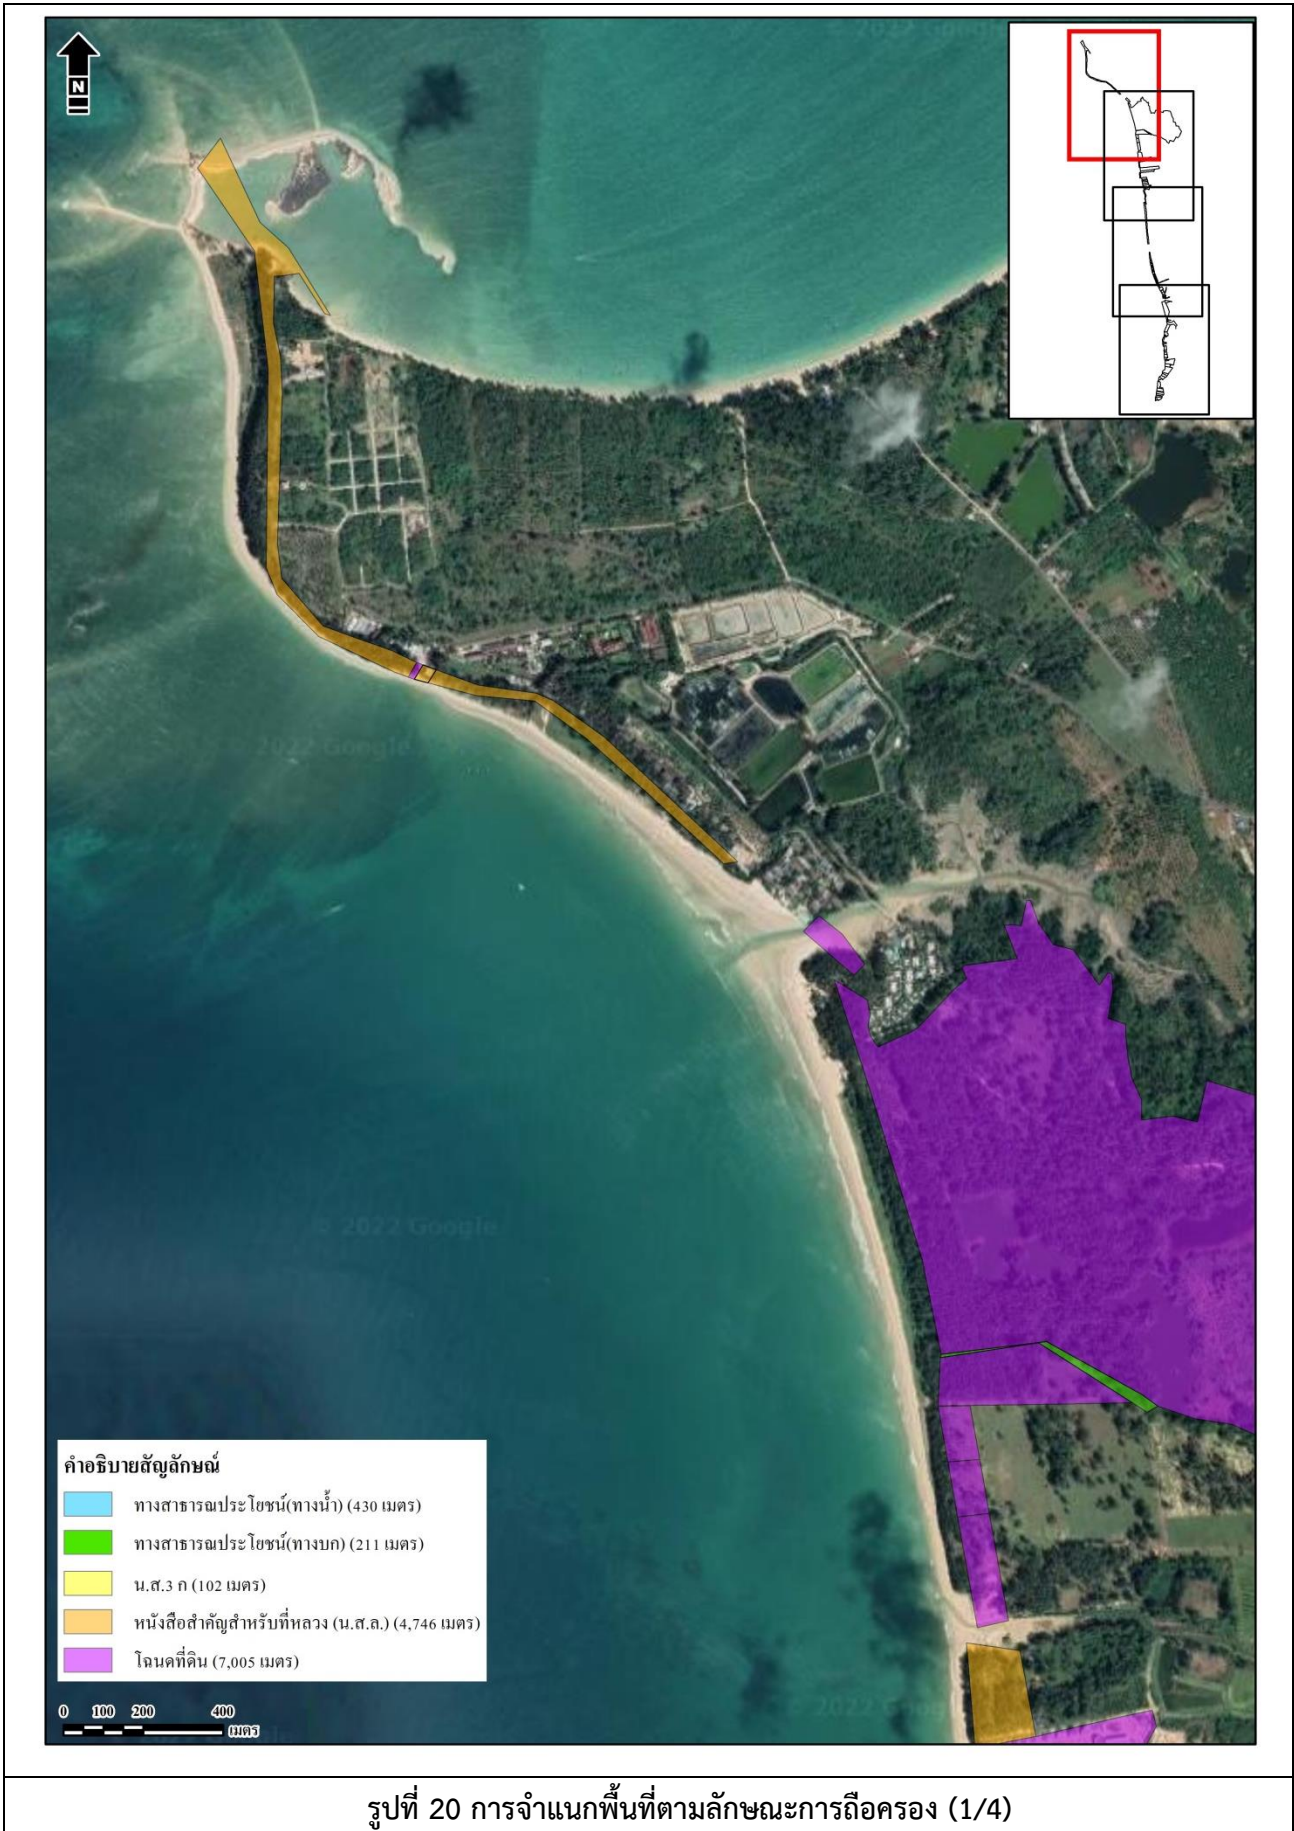 N
© 2022 Google
© 2022 Google
2022 Goo
คำอธิบายสัญลักษณ์
ทางสาธารณประโยชน์(ทางน้ำ) (430 เมตร)
ทางสาธารณประโยชน์(ทางบก) (211 เมตร)
น.ส.3 ก (102 เมตร)
หนังสือสำคัญสำหรับที่หลวง (น.ส.ล.) (4,746 เมตร)
โฉนดที่ดิน (7,005 เมตร)
0 100 200 400
เมตร
รูปที่ 20 การจำแนกพื้นที่ตามลักษณะการถือครอง (1/4)